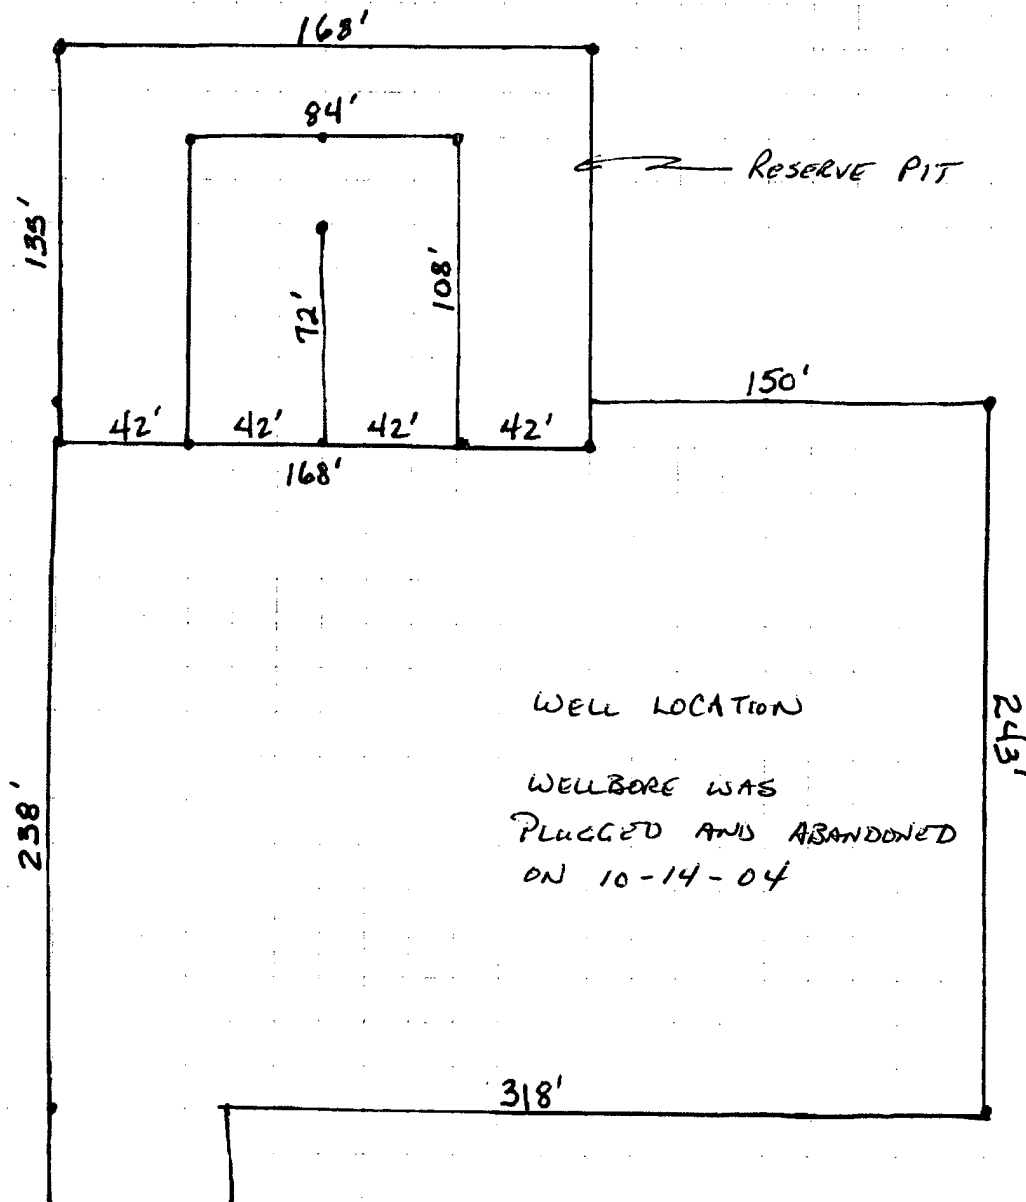 168'
84'
RESERVE PIT
133'
108'
72'
150'
42' 42' 42' 42'
168'
243'
WELL LOCATION
238'
WELLBORE WAS
PLUGGED AND ABANDONED
ON 10-14-04
318'